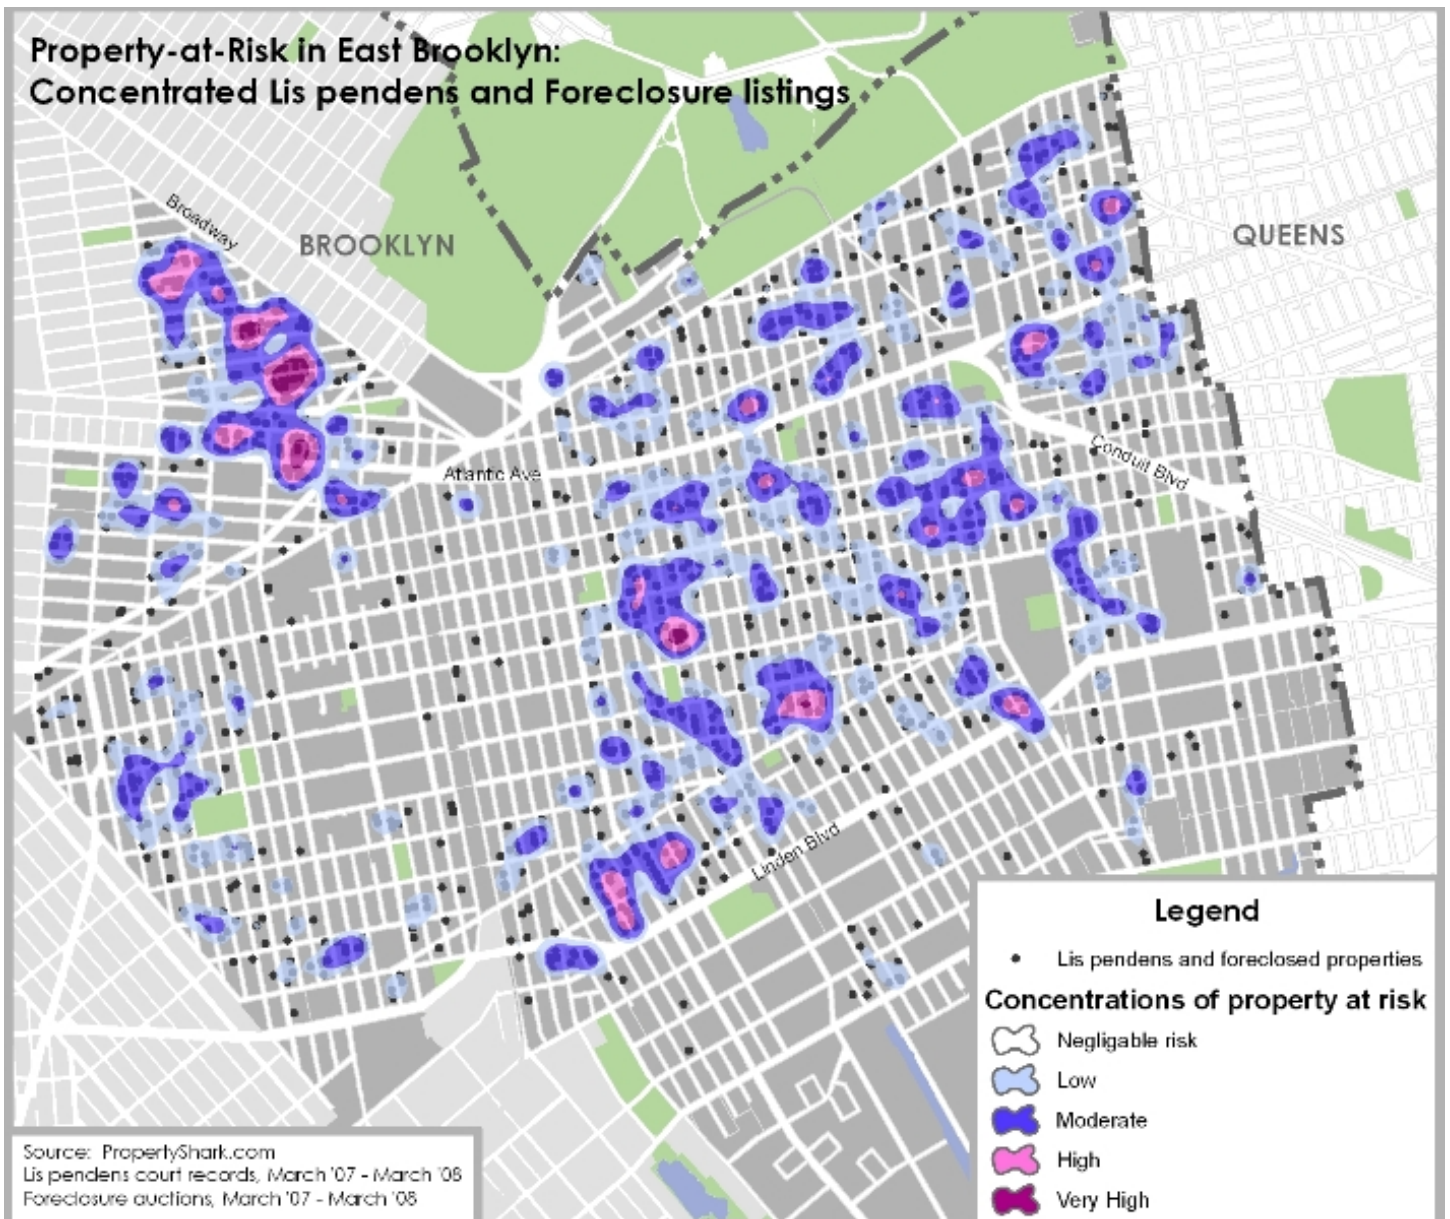 Property-at-Risk in East Brooklyn:
Concentrated Lis pendens and Foreclosure listings
Broadway
BROOKLYN
QUEENS
Conduit Blvd
Atlantic Ave
Linden Blvd
Legend
Lis pendens and foreclosed properties
Concentrations of property at risk
Negligable risk
Low
Moderate
High
Very High
Source: PropertyShark.com
Lis pendens court records, March '07 - March '08
Foreclosure auctions, March '07 - March '08